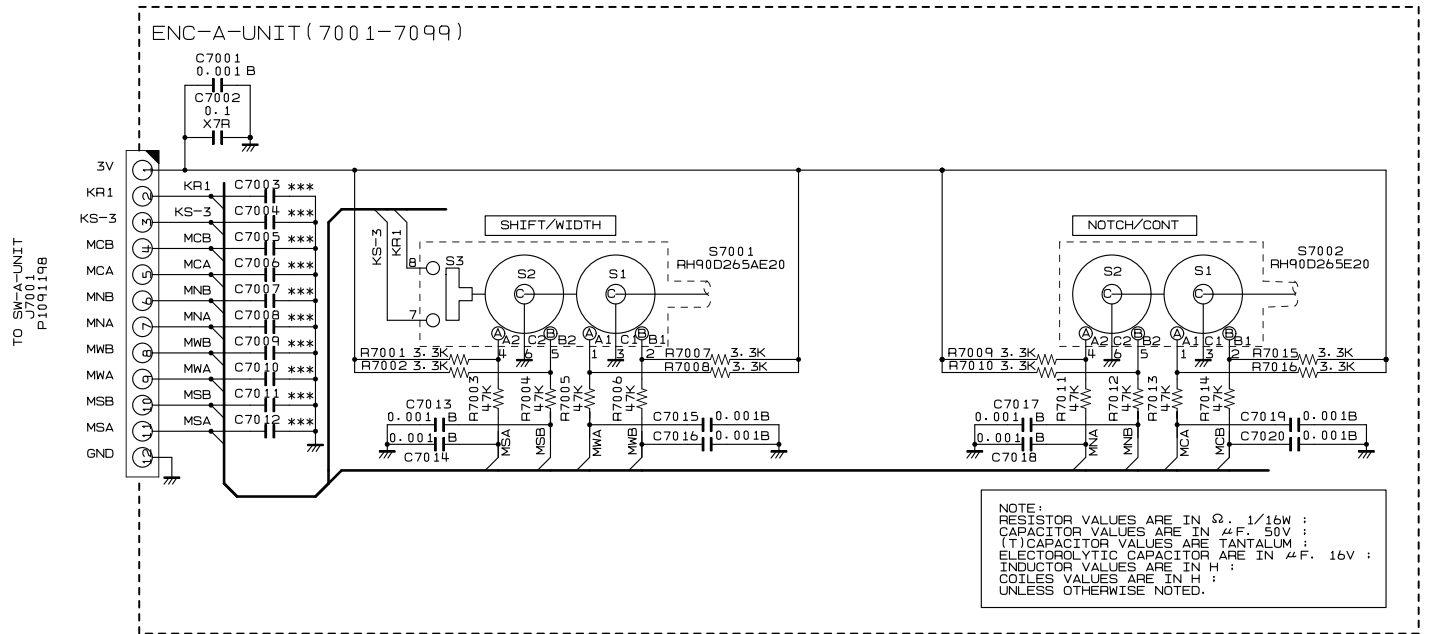 ENC-A-UNIT(7001-7099)
C7001
0.001 B
C7002
0.1
X7R
TO SW-A-UNIT
J7001
P1091198
3V 1
KR1 2 KR1 C7003 ***
KS-3 3 KS-3 C7004 ***
MCB 4 MCB C7005 ***
MCA 5 MCA C7006 ***
MNB 6 MNB C7007 ***
MNA 7 MNA C7008 ***
MWB 8 MWB C7009 ***
MWA 9 MWA C7010 ***
MSB 10 MSB C7011 ***
MSA 11 MSA C7012 ***
GND 12
SHIFT/WIDTH
KS-3
KR1
8
7
S3
S2
S1
C
C
S7001
RH90D265AE20
A A2 C2 B B2 A A1 C1 B B1
4 6 5 1 3 2
R7001 3.3K
R7002 3.3K
R7007 3.3K
R7008 3.3K
R7003 47K
R7004 47K
R7005 47K
R7006 47K
C7013
0.001 B
0.001 B
C7014
C7015 0.001B
C7016 0.001B
MSA
MSB
MWA
MWB
NOTCH/CONT
S2
S1
C
C
S7002
RH90D265E20
A A2 C2 B B2 A A1 C1 B B1
4 6 5 1 3 2
R7009 3.3K
R7010 3.3K
R7015 3.3K
R7016 3.3K
R7011 47K
R7012 47K
R7013 47K
R7014 47K
C7017
0.001 B
0.001 B
C7018
C7019 0.001B
C7020 0.001B
MNA
MNB
MCA
MCB
NOTE:
RESISTOR VALUES ARE IN Ω. 1/16W :
CAPACITOR VALUES ARE IN μF. 50V :
(T)CAPACITOR VALUES ARE TANTALUM :
ELECTOROLYTIC CAPACITOR ARE IN μF. 16V :
INDUCTOR VALUES ARE IN H :
COILES VALUES ARE IN H :
UNLESS OTHERWISE NOTED.